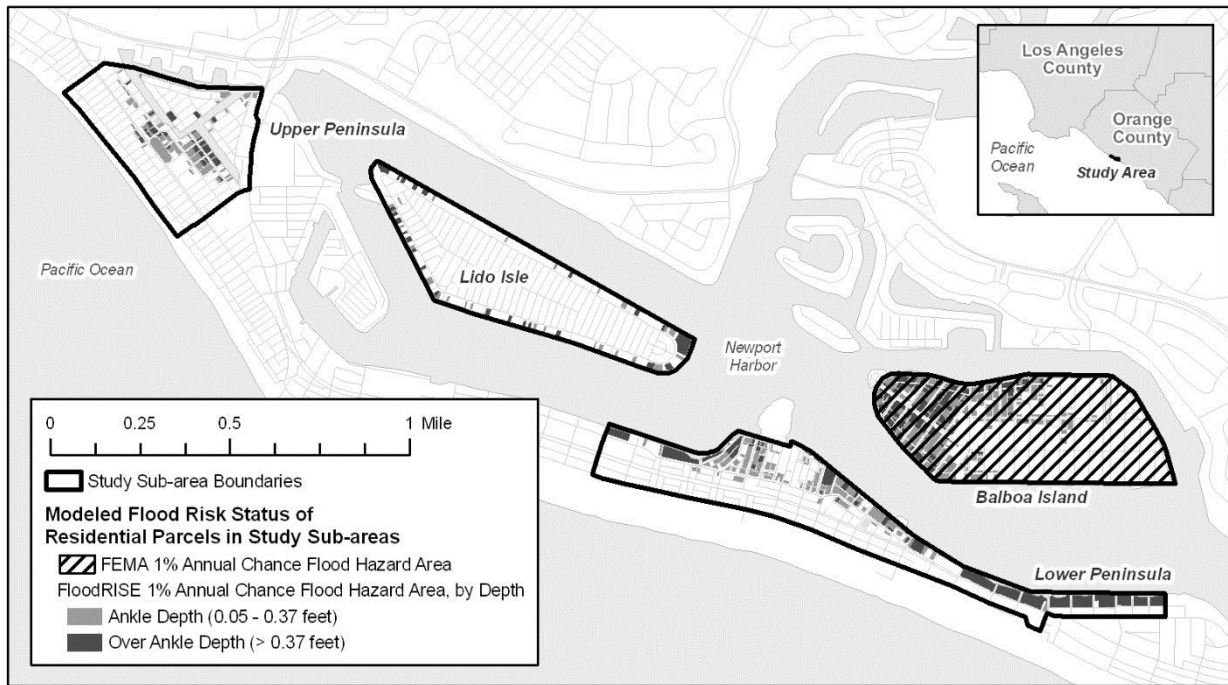 Upper Peninsula
Pacific Ocean
Lido Isle
Newport
Harbor
Balboa Island
Lower Peninsula
Los Angeles
County
Orange
County
Pacific
Ocean
Study Area
0 0.25 0.5 1 Mile
Study Sub-area Boundaries
Modeled Flood Risk Status of
Residential Parcels in Study Sub-areas
FEMA 1% Annual Chance Flood Hazard Area
FloodRISE 1% Annual Chance Flood Hazard Area, by Depth
Ankle Depth (0.05 - 0.37 feet)
Over Ankle Depth (> 0.37 feet)